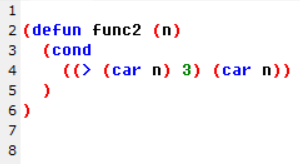 1
2 (defun func2 (n)
3 (cond
4 ((> (car n) 3) (car n))
5 )
6 )
7
8